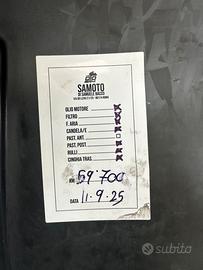 SAMOTO
DI SAMUELE BACCO
OLIO MOTORE X
FILTRO X
F. ARIA X
CANDELA/E X
PAST. ANT.
PAST. POST X
RULLI X
CINGHIA TRAS X
KM 59.700
DATA 11.9.25
subito